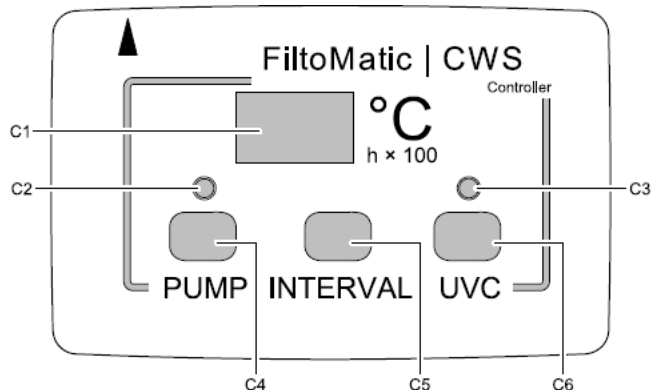 FiltoMatic | CWS
Controller
C1
°C
h × 100
C2
C3
PUMP INTERVAL UVC
C4 C5 C6